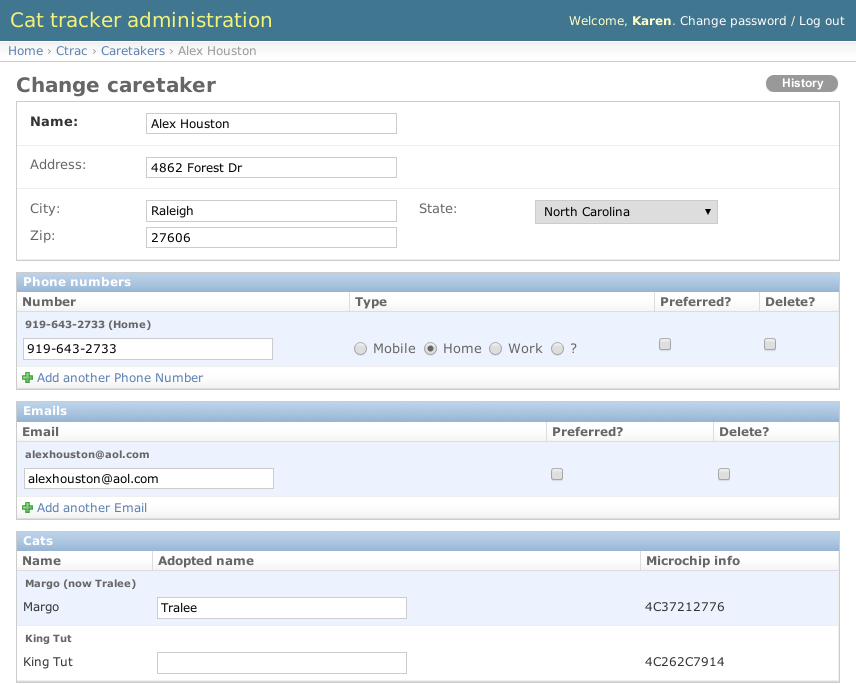 Cat tracker administration
Welcome, Karen. Change password / Log out
Home › Ctrac › Caretakers › Alex Houston
Change caretaker
History
Name: Alex Houston
Address: 4862 Forest Dr
City: Raleigh State: North Carolina
Zip: 27606
Phone numbers
Number Type Preferred? Delete?
919-643-2733 (Home)
919-643-2733 Mobile Home Work ?
Add another Phone Number
Emails
Email Preferred? Delete?
alexhouston@aol.com
alexhouston@aol.com
Add another Email
Cats
Name Adopted name Microchip info
Margo (now Tralee)
Margo Tralee 4C37212776
King Tut
King Tut 4C262C7914